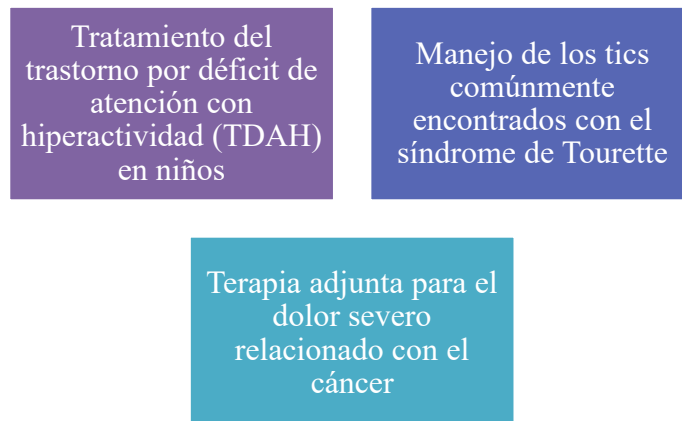 Tratamiento del
trastorno por déficit de
atención con
hiperactividad (TDAH)
en niños
Manejo de los tics
comúnmente
encontrados con el
síndrome de Tourette
Terapia adjunta para el
dolor severo
relacionado con el
cáncer